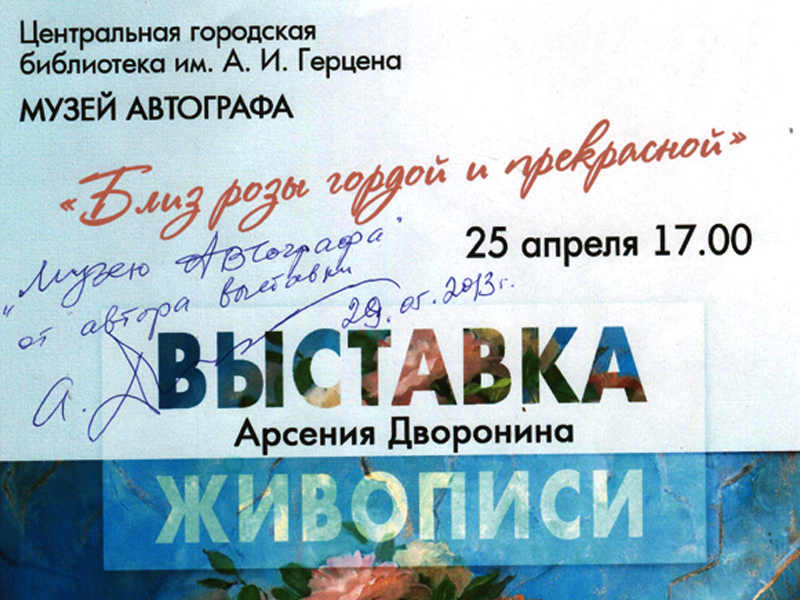 Центральная городская
библиотека им. А. И. Герцена
МУЗЕЙ АВТОГРАФА
«Близ розы гордой и прекрасной»
25 апреля 17.00
"Музею Автографа"
от автора выставки
29.05.2013г.
А. Д
ВЫСТАВКА
Арсения Дворонина
ЖИВОПИСИ